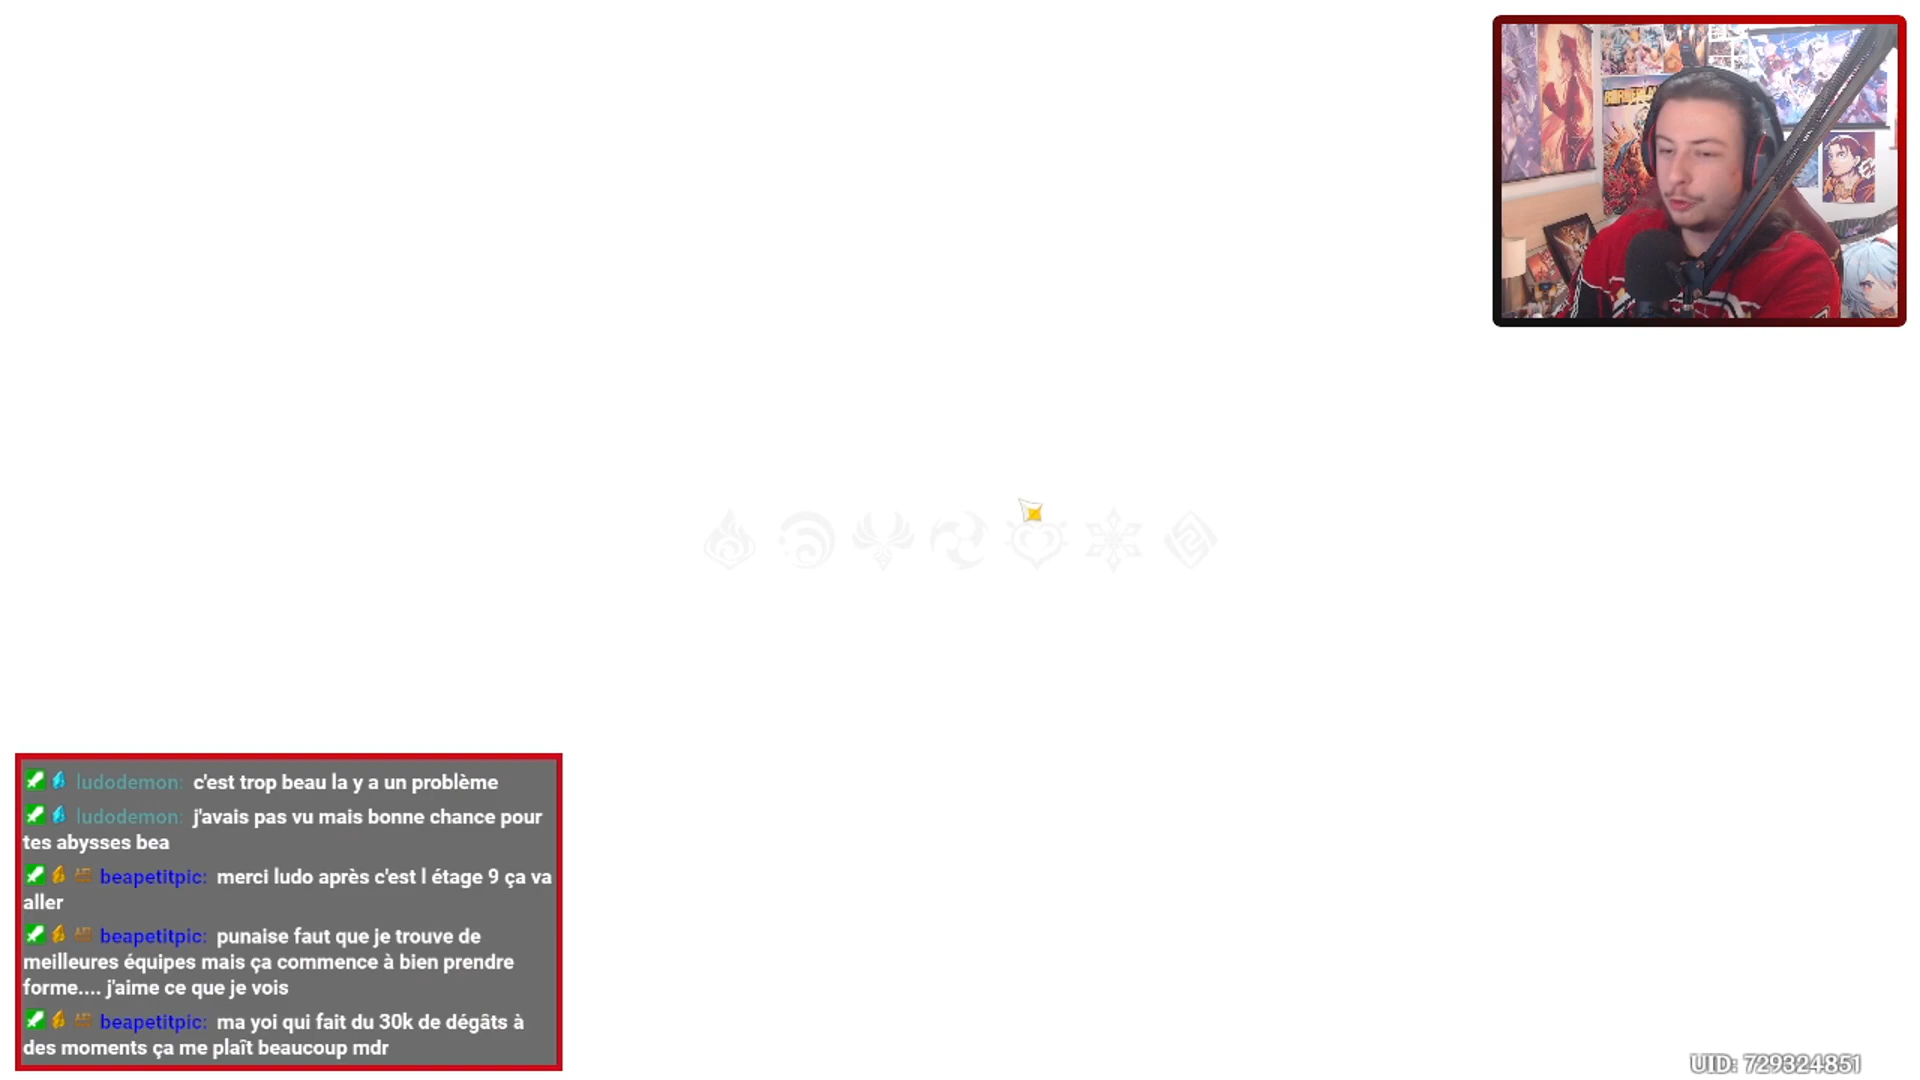 BORDERLAN
ludodemon: c'est trop beau la y a un problème
ludodemon: j'avais pas vu mais bonne chance pour
tes abysses bea
beapetitpic: merci ludo après c'est l étage 9 ça va
aller
beapetitpic: punaise faut que je trouve de
meilleures équipes mais ça commence à bien prendre
forme.... j'aime ce que je vois
beapetitpic: ma yoi qui fait du 30k de dégâts à
des moments ça me plaît beaucoup mdr
UID: 729324851